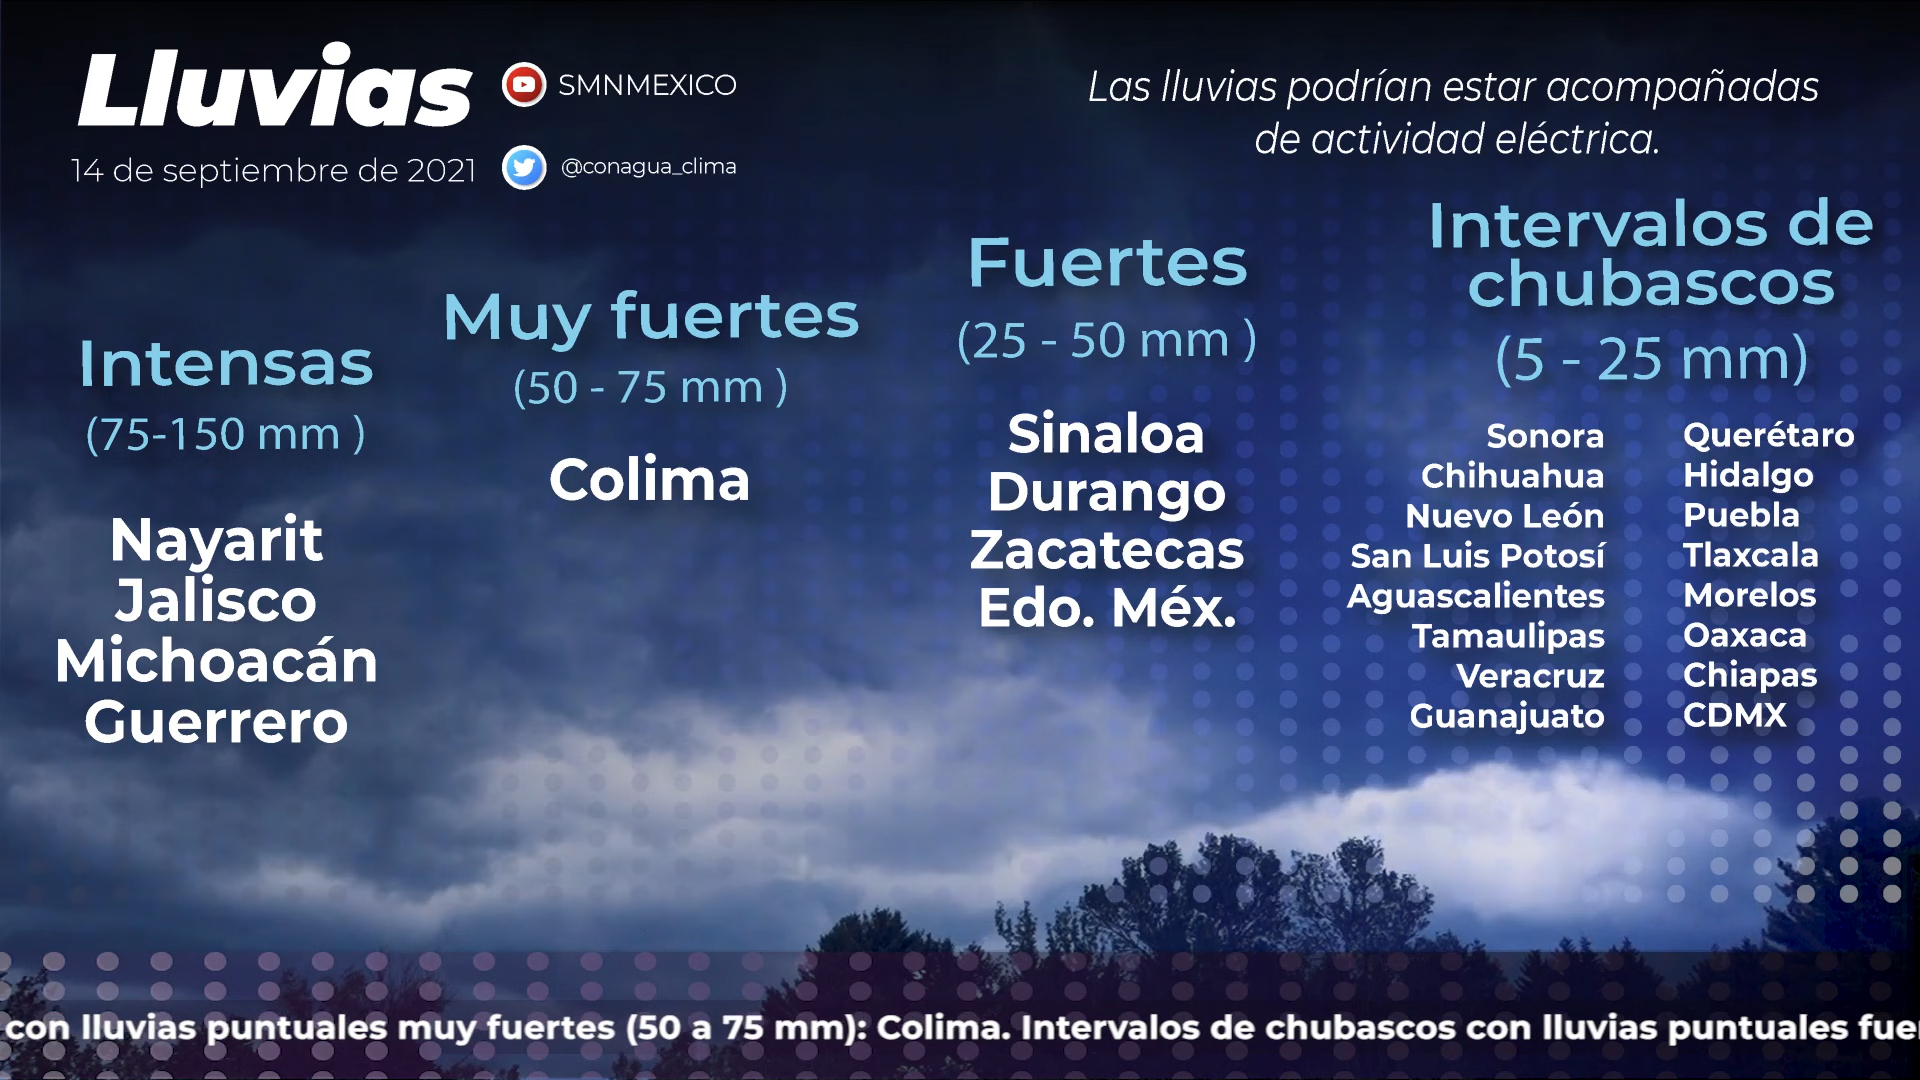 Lluvias
14 de septiembre de 2021
SMNMEXICO
@conagua_clima
Las lluvias podrían estar acompañadas
de actividad eléctrica.
Intensas
(75-150 mm )
Nayarit
Jalisco
Michoacán
Guerrero
Muy fuertes
(50 - 75 mm )
Colima
Fuertes
(25 - 50 mm )
Sinaloa
Durango
Zacatecas
Edo. Méx.
Intervalos de
chubascos
(5 - 25 mm)
Sonora
Chihuahua
Nuevo León
San Luis Potosí
Aguascalientes
Tamaulipas
Veracruz
Guanajuato
Querétaro
Hidalgo
Puebla
Tlaxcala
Morelos
Oaxaca
Chiapas
CDMX
con lluvias puntuales muy fuertes (50 a 75 mm): Colima. Intervalos de chubascos con lluvias puntuales fue